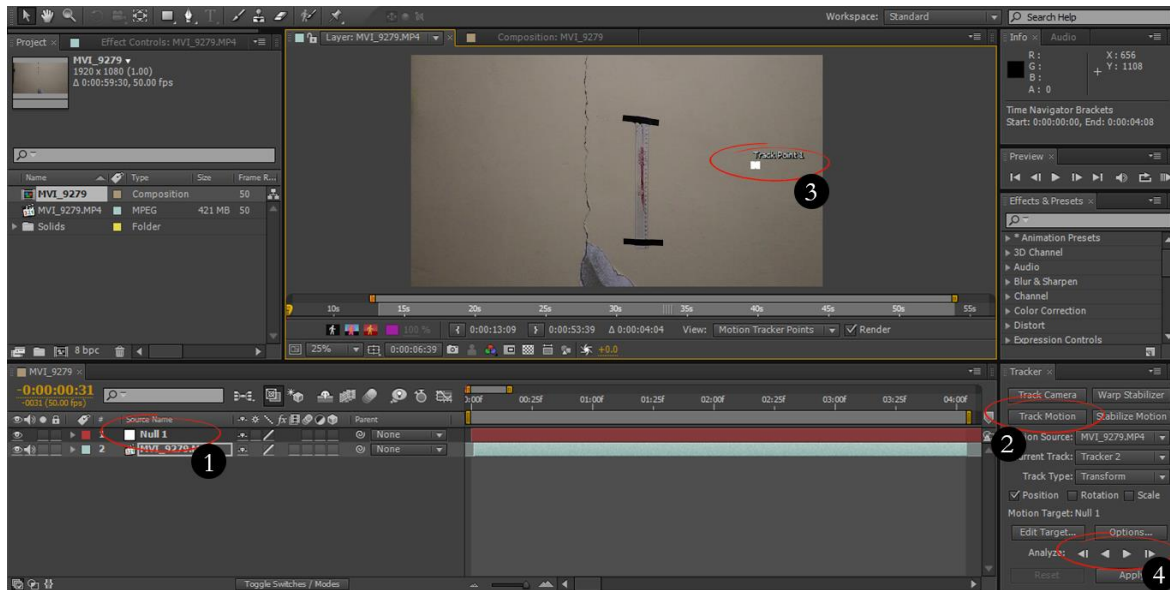 Workspace: Standard
Search Help
Project
Effect Controls: MVI_9279.MP4
Layer: MVI_9279.MP4
Composition: MVI_9279
Info
Audio
MVI_9279
1920 x 1080 (1.00)
Δ 0:00:59:30, 50.00 fps
R :
G :
B :
A : 0
X : 656
Y : 1108
Time Navigator Brackets
Start: 0:00:00:00, End: 0:00:04:08
Name
Type
Size
Frame R...
MVI_9279
Composition
50
MVI_9279.MP4
MPEG
421 MB
50
Solids
Folder
Track Point 1
3
Preview
Effects & Presets
* Animation Presets
3D Channel
Audio
Blur & Sharpen
Channel
Color Correction
Distort
Expression Controls
10s 15s 20s 25s 30s 35s 40s 45s 50s 55s
100 %
0:00:13:09
0:00:53:39
Δ 0:00:04:04
View: Motion Tracker Points
Render
8 bpc
25%
0:00:06:39
+0.0
MVI_9279
-0:00:00:31
-0031 (50.00 fps)
#
Source Name
Parent
1 Null 1
None
2 MVI_9279.M
None
1
:00f 00:25f 01:00f 01:25f 02:00f 02:25f 03:00f 03:25f 04:00f
Toggle Switches / Modes
Tracker
Track Camera
Warp Stabilizer
Track Motion
Stabilize Motion
2
otion Source: MVI_9279.MP4
urrent Track: Tracker 2
Track Type: Transform
Position
Rotation
Scale
Motion Target: Null 1
Edit Target...
Options...
Analyze:
Reset
Apply
4